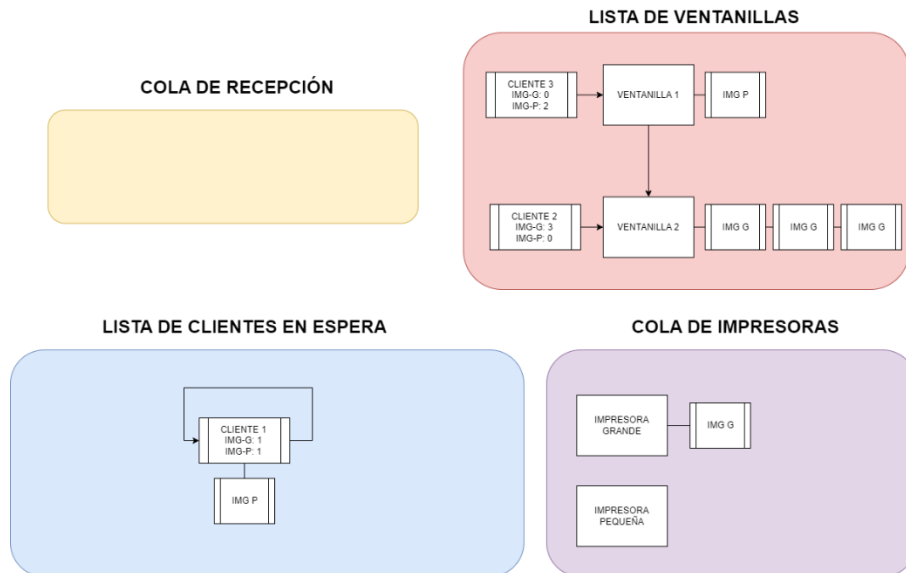 LISTA DE VENTANILLAS
COLA DE RECEPCIÓN
CLIENTE 3
IMG-G: 0
IMG-P: 2
VENTANILLA 1
IMG P
CLIENTE 2
IMG-G: 3
IMG-P: 0
VENTANILLA 2
IMG G
IMG G
IMG G
LISTA DE CLIENTES EN ESPERA
CLIENTE 1
IMG-G: 1
IMG-P: 1
IMG P
COLA DE IMPRESORAS
IMPRESORA
GRANDE
IMG G
IMPRESORA
PEQUEÑA